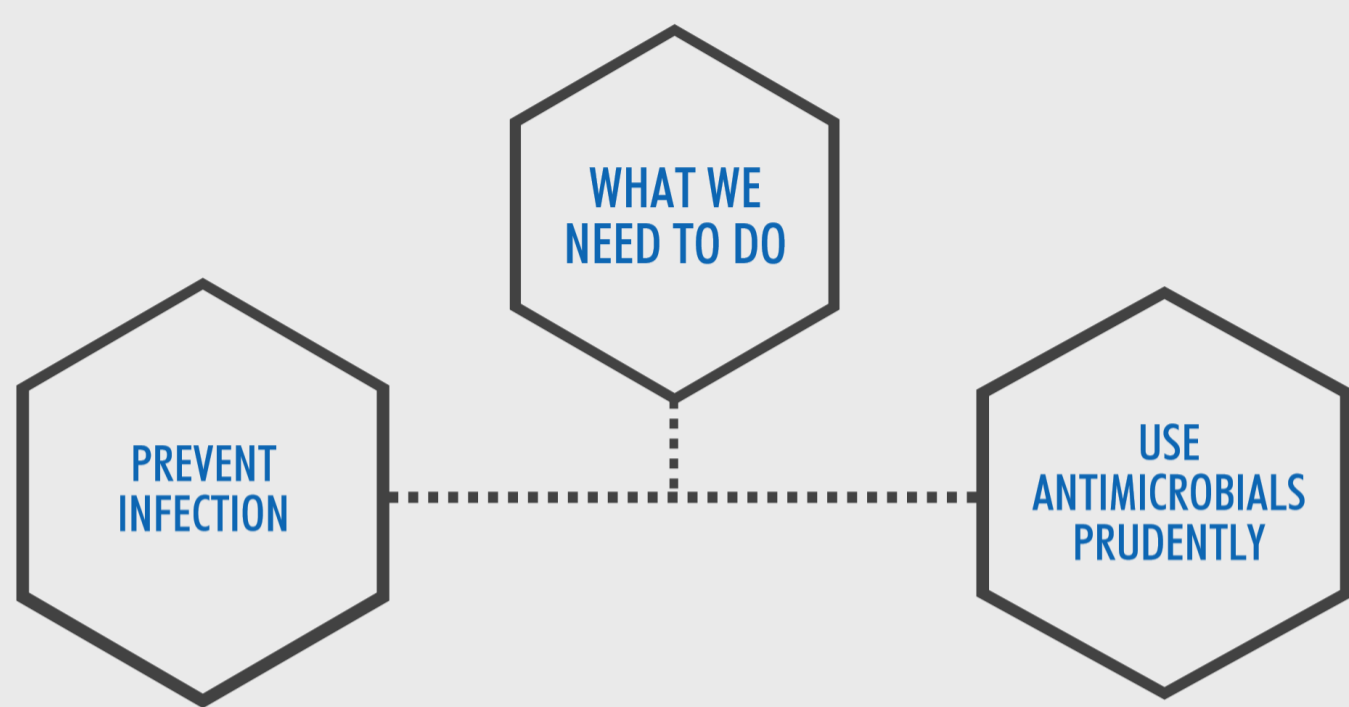 WHAT WE
NEED TO DO
PREVENT
INFECTION
USE
ANTIMICROBIALS
PRUDENTLY